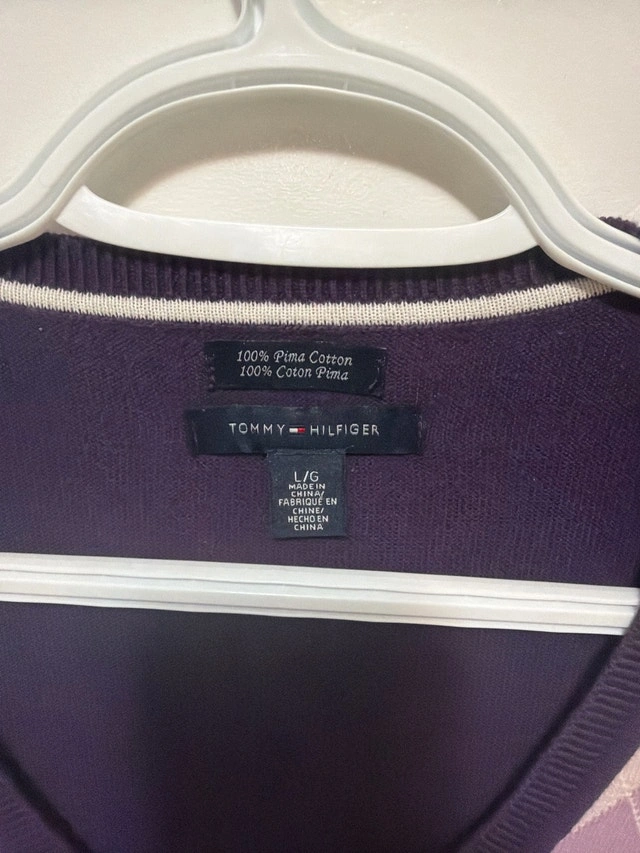 100% Pima Cotton
100% Coton Pima
TOMMY HILFIGER
L/G
MADE IN
CHINA/
FABRIQUÉ EN
CHINE/
HECHO EN
CHINA